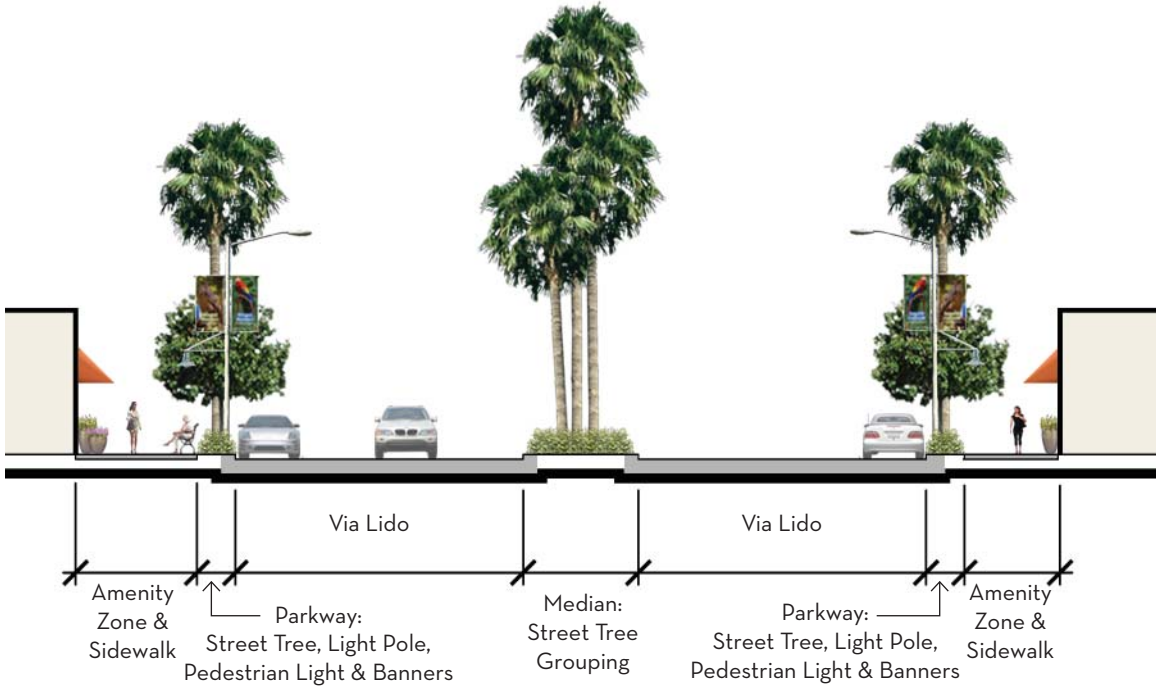 Via Lido
Via Lido
Amenity
Zone &
Sidewalk
Parkway:
Street Tree, Light Pole,
Pedestrian Light & Banners
Median:
Street Tree
Grouping
Parkway:
Street Tree, Light Pole,
Pedestrian Light & Banners
Amenity
Zone &
Sidewalk